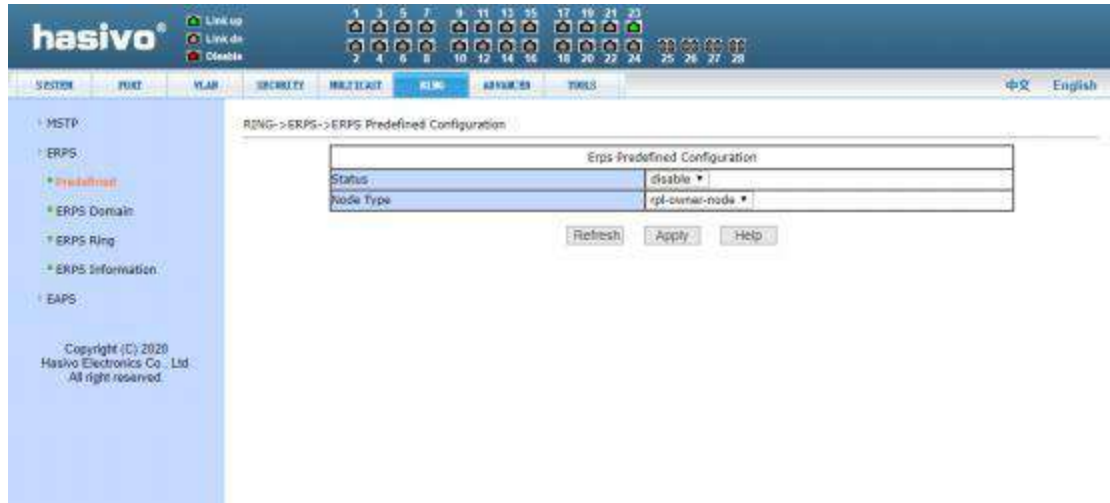 hasivo®
Link up
Link dn
Disable
1 3 5 7 9 11 13 15 17 19 21 23
2 4 6 8 10 12 14 16 18 20 22 24 25 26 27 28
SYSTEM PORT VLAN SECURITY MULTICAST RING ADVANCED TOOLS 中文 English
MSTP
ERPS
Predefined
ERPS Domain
ERPS Ring
ERPS Information
EAPS
Copyright (C) 2020
Hasivo Electronics Co., Ltd
All right reserved.
RING->ERPS->ERPS Predefined Configuration
Erps Predefined Configuration
Status disable
Node Type rpl-owner-node
Refresh Apply Help